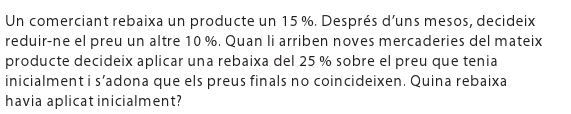 Un comerciant rebaixa un producte un 15 %. Després d’uns mesos, decideix
reduir-ne el preu un altre 10 %. Quan li arriben noves mercaderies del mateix
producte decideix aplicar una rebaixa del 25 % sobre el preu que tenia
inicialment i s’adona que els preus finals no coincideixen. Quina rebaixa
havia aplicat inicialment?